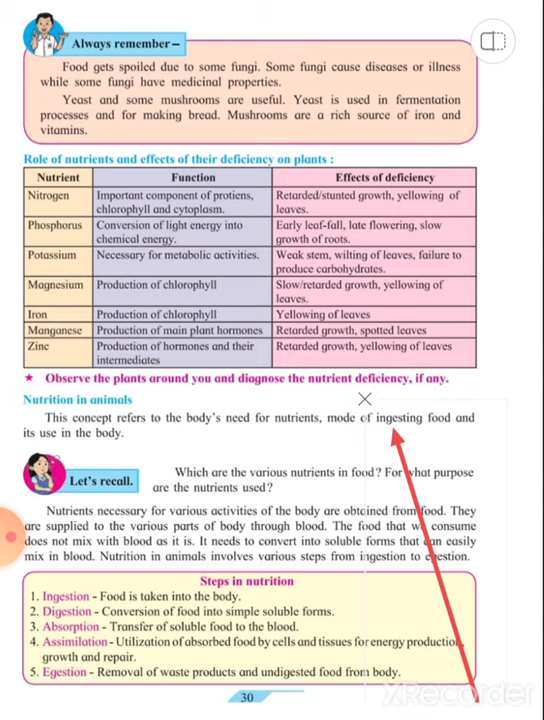 Always remember –
Food gets spoiled due to some fungi. Some fungi cause diseases or illness
while some fungi have medicinal properties.
Yeast and some mushrooms are useful. Yeast is used in fermentation
processes and for making bread. Mushrooms are a rich source of iron and
vitamins.
Role of nutrients and effects of their deficiency on plants :
Nutrient Function Effects of deficiency
Nitrogen Important component of protiens, Retarded/stunted growth, yellowing of
chlorophyll and cytoplasm. leaves.
Phosphorus Conversion of light energy into Early leaf-fall, late flowering, slow
chemical energy. growth of roots.
Potassium Necessary for metabolic activities. Weak stem, wilting of leaves, failure to
produce carbohydrates.
Magnesium Production of chlorophyll Slow/retarded growth, yellowing of
leaves.
Iron Production of chlorophyll Yellowing of leaves
Manganese Production of main plant hormones Retarded growth, spotted leaves
Zinc Production of hormones and their Retarded growth, yellowing of leaves
intermediates
★ Observe the plants around you and diagnose the nutrient deficiency, if any.
Nutrition in animals
This concept refers to the body's need for nutrients, mode of ingesting food and
its use in the body.
Let's recall.
Which are the various nutrients in food? For what purpose
are the nutrients used?
Nutrients necessary for various activities of the body are obtained from food. They
are supplied to the various parts of body through blood. The food that we consume
does not mix with blood as it is. It needs to convert into soluble forms that can easily
mix in blood. Nutrition in animals involves various steps from ingestion to egestion.
Steps in nutrition
1. Ingestion - Food is taken into the body.
2. Digestion - Conversion of food into simple soluble forms.
3. Absorption - Transfer of soluble food to the blood.
4. Assimilation - Utilization of absorbed food by cells and tissues for energy production,
growth and repair.
5. Egestion - Removal of waste products and undigested food from body.
30
XRecorder